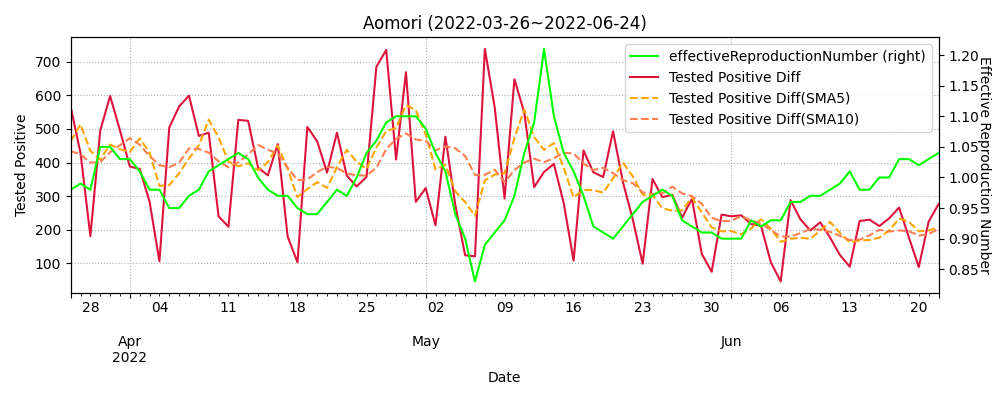 Aomori (2022-03-26~2022-06-24)
effectiveReproductionNumber (right)
Tested Positive Diff
Tested Positive Diff(SMA5)
Tested Positive Diff(SMA10)
Tested Positive
700
600
500
400
300
200
100
1.20
1.15
1.10
1.05
1.00
0.95
0.90
0.85
Effective Reproduction Number
28 04 11 18 25 02 09 16 23 30 06 13 20
Apr May Jun
2022
Date